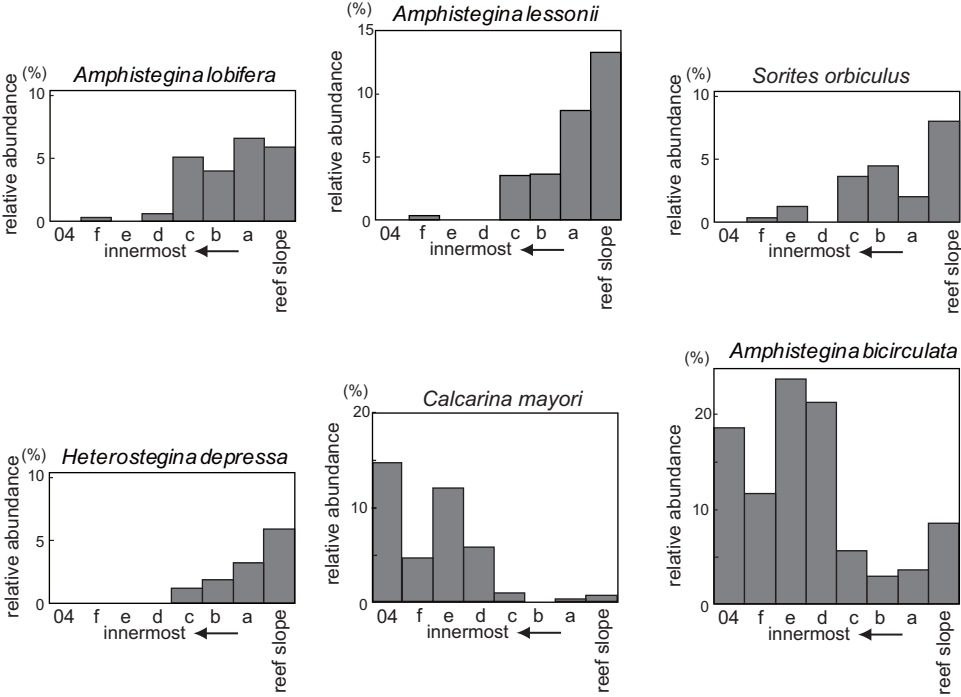 Amphistegina lobifera
(%)
10
5
0
relative abundance
04 f e d c b a reef slope
innermost
Amphistegina lessonii
(%)
15
10
5
0
relative abundance
04 f e d c b a reef slope
innermost
Sorites orbiculus
(%)
10
5
0
relative abundance
04 f e d c b a reef slope
innermost
Heterostegina depressa
(%)
10
5
0
relative abundance
04 f e d c b a reef slope
innermost
Calcarina mayori
(%)
20
10
0
relative abundance
04 f e d c b a reef slope
innermost
Amphistegina bicirculata
(%)
20
10
0
relative abundance
04 f e d c b a reef slope
innermost